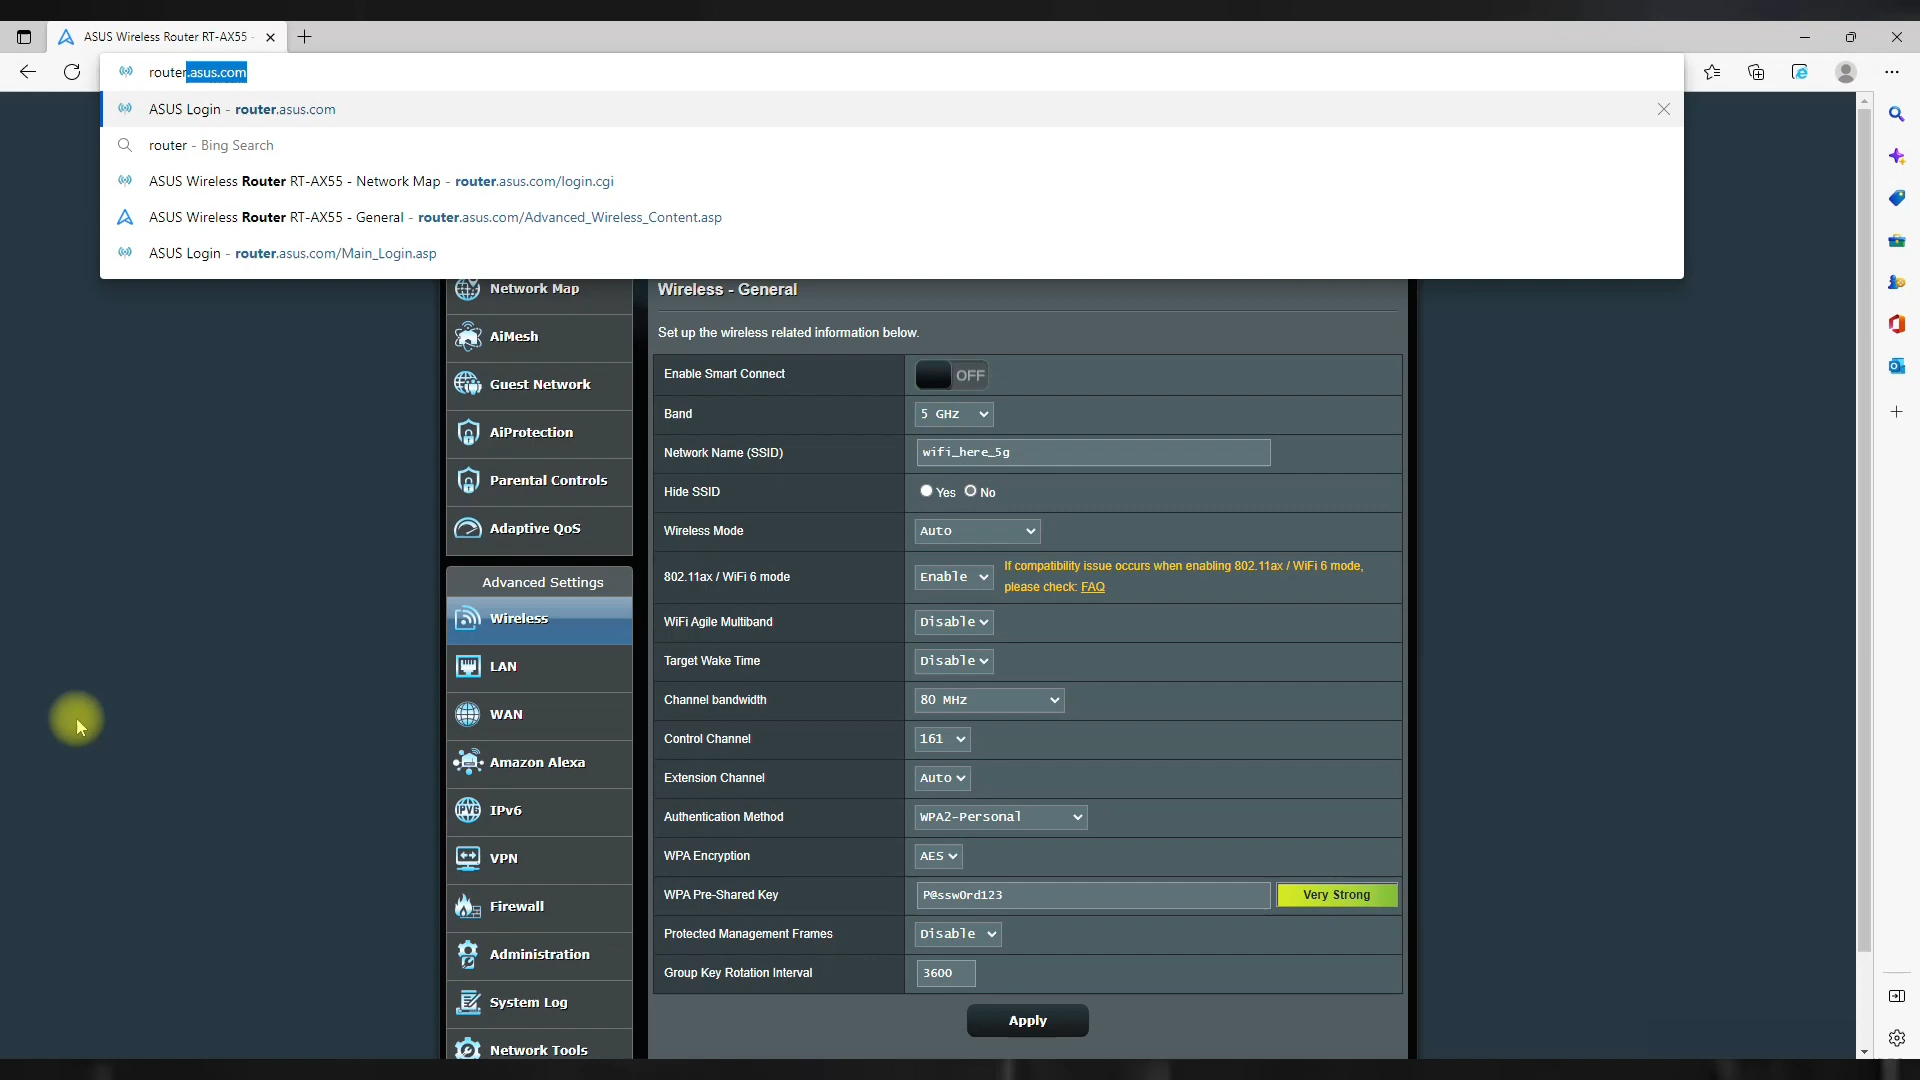 ASUS Wireless Router RT-AX55 -
router.asus.com
ASUS Login - router.asus.com
router - Bing Search
ASUS Wireless Router RT-AX55 - Network Map - router.asus.com/login.cgi
ASUS Wireless Router RT-AX55 - General - router.asus.com/Advanced_Wireless_Content.asp
ASUS Login - router.asus.com/Main_Login.asp
Network Map
AiMesh
Guest Network
AiProtection
Parental Controls
Adaptive QoS
Advanced Settings
Wireless
LAN
WAN
Amazon Alexa
IPv6
VPN
Firewall
Administration
System Log
Network Tools
Wireless - General
Set up the wireless related information below.
Enable Smart Connect OFF
Band 5 GHz
Network Name (SSID) wifi_here_5g
Hide SSID Yes No
Wireless Mode Auto
802.11ax / WiFi 6 mode Enable If compatibility issue occurs when enabling 802.11ax / WiFi 6 mode,
please check: FAQ
WiFi Agile Multiband Disable
Target Wake Time Disable
Channel bandwidth 80 MHz
Control Channel 161
Extension Channel Auto
Authentication Method WPA2-Personal
WPA Encryption AES
WPA Pre-Shared Key P@ssw0rd123 Very Strong
Protected Management Frames Disable
Group Key Rotation Interval 3600
Apply